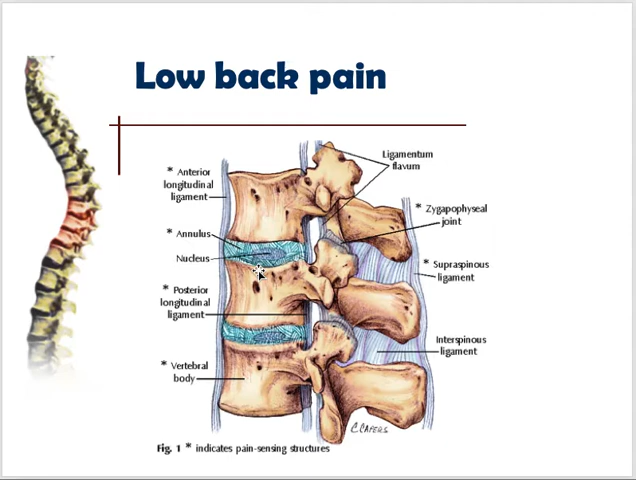 Low back pain
Ligamentum
flavum
* Anterior
longitudinal
ligament
* Zygapophyseal
joint
* Annulus
Nucleus
* Supraspinous
ligament
* Posterior
longitudinal
ligament
Interspinous
ligament
* Vertebral
body
C.CAPERS
Fig. 1 * indicates pain-sensing structures